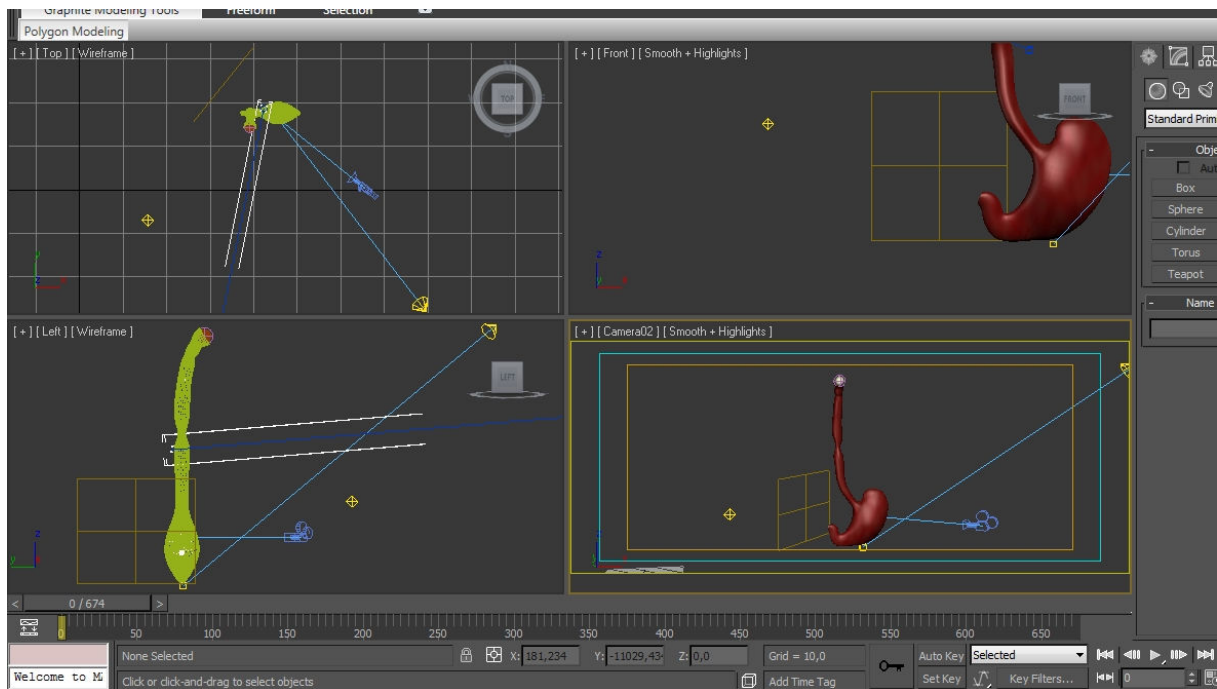 Graphite Modeling Tools Freeform Selection
Polygon Modeling
[ + ] [ Top ] [ Wireframe ]
TOP
[ + ] [ Front ] [ Smooth + Highlights ]
FRONT
Standard Prim
- Obje
Aut
Box
Sphere
Cylinder
Torus
Teapot
- Name
[ + ] [ Left ] [ Wireframe ]
LEFT
[ + ] [ Camera02 ] [ Smooth + Highlights ]
< 0 / 674 >
0 50 100 150 200 250 300 350 400 450 500 550 600 650
None Selected X: 181,234 Y: -11029,434 Z: 0,0 Grid = 10,0 Auto Key Selected
Welcome to Click or click-and-drag to select objects Add Time Tag Set Key Key Filters... 0